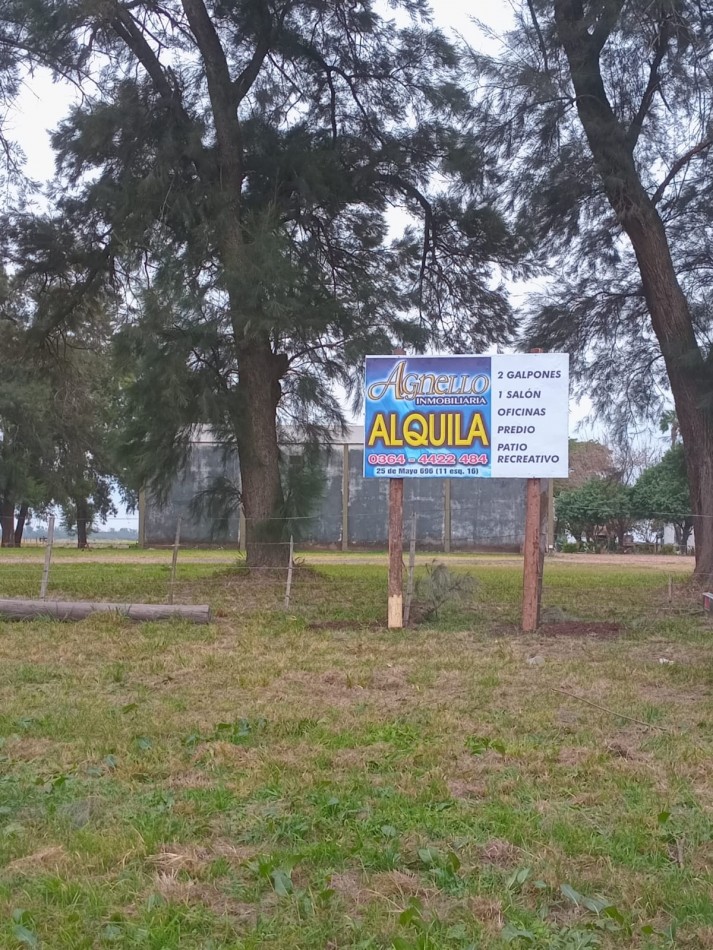 Agnello
INMOBILIARIA
ALQUILA
0364 - 4422 484
25 de Mayo 696 (11 esq. 16)
2 GALPONES
1 SALÓN
OFICINAS
PREDIO
PATIO
RECREATIVO